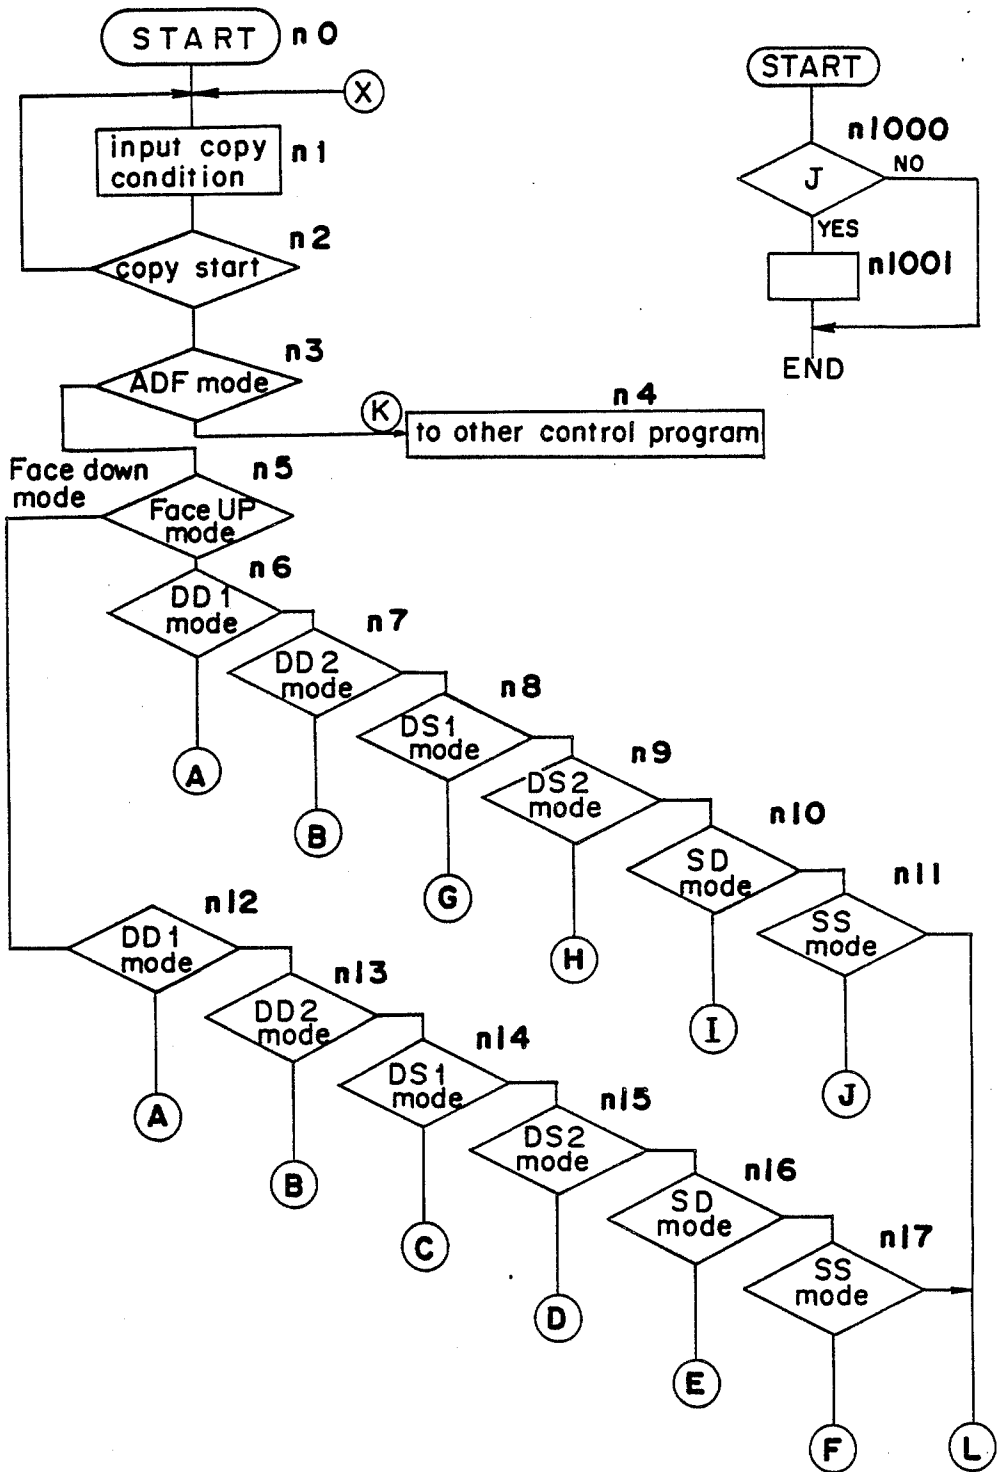 START n0
X
input copy
condition
n1
n2
copy start
n3
ADF mode
K
n4
to other control program
Face down
mode
n5
Face UP
mode
n6
DD1
mode
n7
DD2
mode
n8
DS1
mode
n9
DS2
mode
n10
SD
mode
n11
SS
mode
A
B
G
H
I
J
n12
DD1
mode
n13
DD2
mode
n14
DS1
mode
n15
DS2
mode
n16
SD
mode
n17
SS
mode
A
B
C
D
E
F
L
START
n1000
J
NO
YES
n1001
END